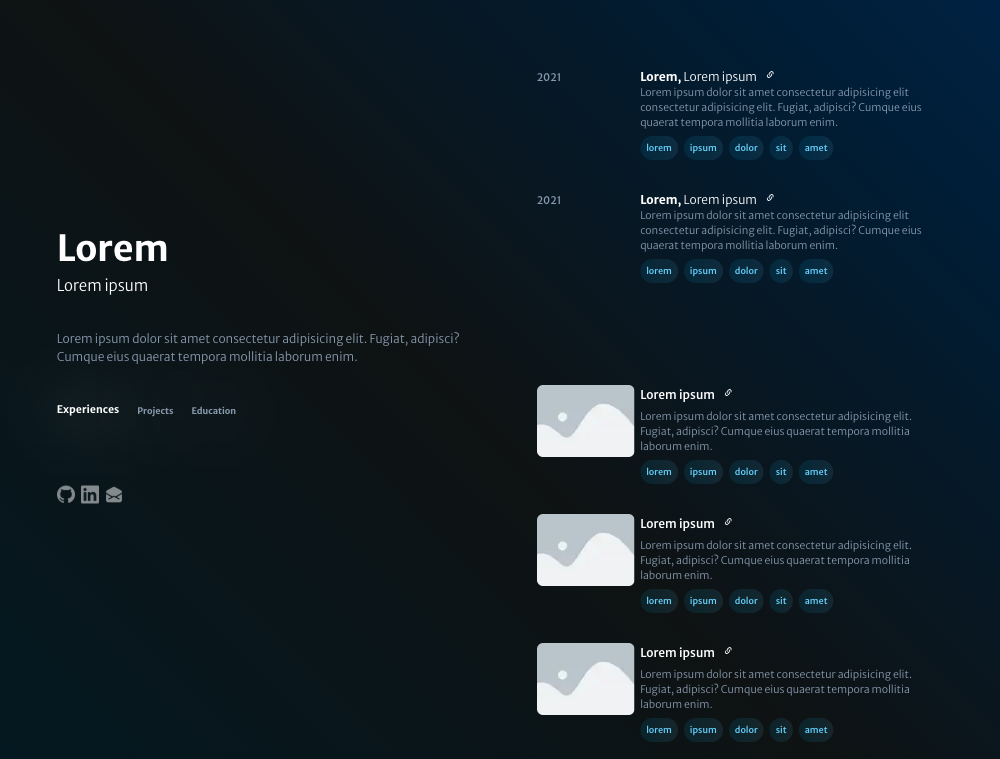 Lorem
Lorem ipsum
Lorem ipsum dolor sit amet consectetur adipisicing elit. Fugiat, adipisci?
Cumque eius quaerat tempora mollitia laborum enim.
Experiences Projects Education
2021
Lorem, Lorem ipsum
Lorem ipsum dolor sit amet consectetur adipisicing elit
consectetur adipisicing elit. Fugiat, adipisci? Cumque eius
quaerat tempora mollitia laborum enim.
lorem ipsum dolor sit amet
2021
Lorem, Lorem ipsum
Lorem ipsum dolor sit amet consectetur adipisicing elit
consectetur adipisicing elit. Fugiat, adipisci? Cumque eius
quaerat tempora mollitia laborum enim.
lorem ipsum dolor sit amet
Lorem ipsum
Lorem ipsum dolor sit amet consectetur adipisicing elit.
Fugiat, adipisci? Cumque eius quaerat tempora mollitia
laborum enim.
lorem ipsum dolor sit amet
Lorem ipsum
Lorem ipsum dolor sit amet consectetur adipisicing elit.
Fugiat, adipisci? Cumque eius quaerat tempora mollitia
laborum enim.
lorem ipsum dolor sit amet
Lorem ipsum
Lorem ipsum dolor sit amet consectetur adipisicing elit.
Fugiat, adipisci? Cumque eius quaerat tempora mollitia
laborum enim.
lorem ipsum dolor sit amet